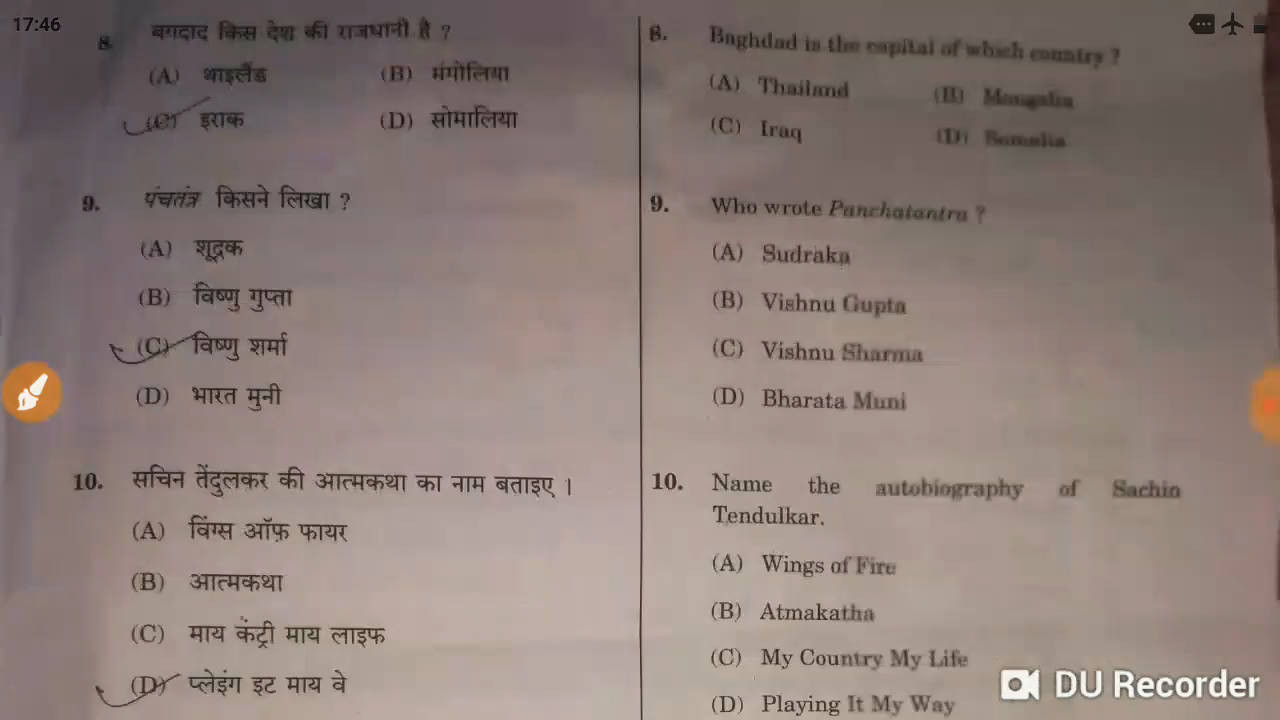 17:46
8. बगदाद किस देश की राजधानी है ?
(A) थाइलैंड (B) मंगोलिया
(C) इराक (D) सोमालिया
9. पंचतंत्र किसने लिखा ?
(A) शूद्रक
(B) विष्णु गुप्ता
(C) विष्णु शर्मा
(D) भारत मुनी
10. सचिन तेंदुलकर की आत्मकथा का नाम बताइए ।
(A) विंग्स ऑफ़ फायर
(B) आत्मकथा
(C) माय कंट्री माय लाइफ
(D) प्लेइंग इट माय वे
8. Baghdad is the capital of which country ?
(A) Thailand (B) Mongolia
(C) Iraq (D) Somalia
9. Who wrote Panchatantra ?
(A) Sudraka
(B) Vishnu Gupta
(C) Vishnu Sharma
(D) Bharata Muni
10. Name the autobiography of Sachin
Tendulkar.
(A) Wings of Fire
(B) Atmakatha
(C) My Country My Life
(D) Playing It My Way
DU Recorder